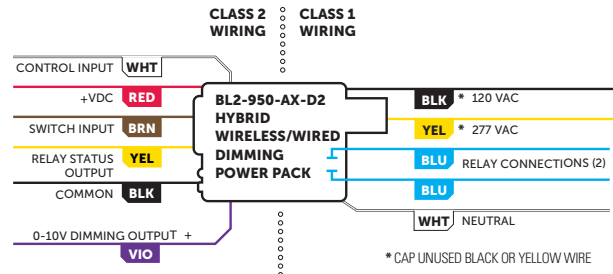 CLASS 2
WIRING
CLASS 1
WIRING
CONTROL INPUT WHT
+VDC RED
SWITCH INPUT BRN
RELAY STATUS
OUTPUT
YEL
COMMON BLK
0-10V DIMMING OUTPUT +
VIO
BL2-950-AX-D2
HYBRID
WIRELESS/WIRED
DIMMING
POWER PACK
BLK * 120 VAC
YEL * 277 VAC
BLU RELAY CONNECTIONS (2)
BLU
WHT NEUTRAL
* CAP UNUSED BLACK OR YELLOW WIRE